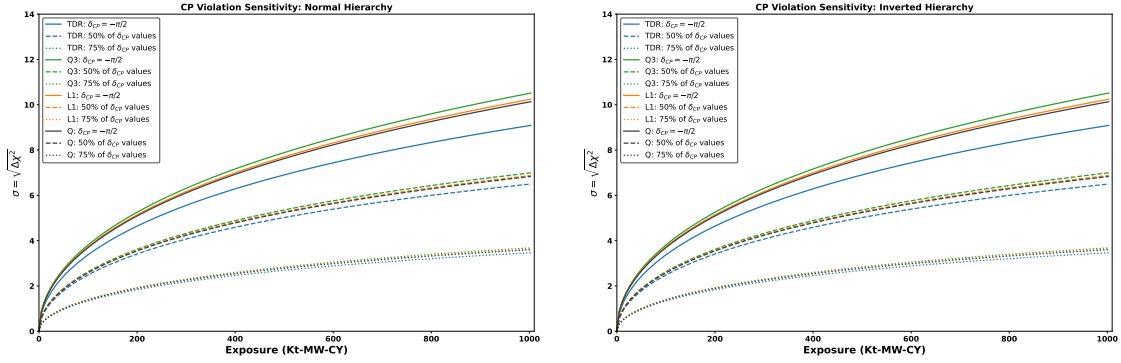 CP Violation Sensitivity: Normal Hierarchy
14
12
10
8
6
4
2
0
σ = √Δχ²
TDR: δCP = −π/2
TDR: 50% of δCP values
TDR: 75% of δCP values
Q3: δCP = −π/2
Q3: 50% of δCP values
Q3: 75% of δCP values
L1: δCP = −π/2
L1: 50% of δCP values
L1: 75% of δCP values
Q: δCP = −π/2
Q: 50% of δCP values
Q: 75% of δCP values
0 200 400 600 800 1000
Exposure (Kt-MW-CY)
CP Violation Sensitivity: Inverted Hierarchy
14
12
10
8
6
4
2
0
σ = √Δχ²
TDR: δCP = −π/2
TDR: 50% of δCP values
TDR: 75% of δCP values
Q3: δCP = −π/2
Q3: 50% of δCP values
Q3: 75% of δCP values
L1: δCP = −π/2
L1: 50% of δCP values
L1: 75% of δCP values
Q: δCP = −π/2
Q: 50% of δCP values
Q: 75% of δCP values
0 200 400 600 800 1000
Exposure (Kt-MW-CY)